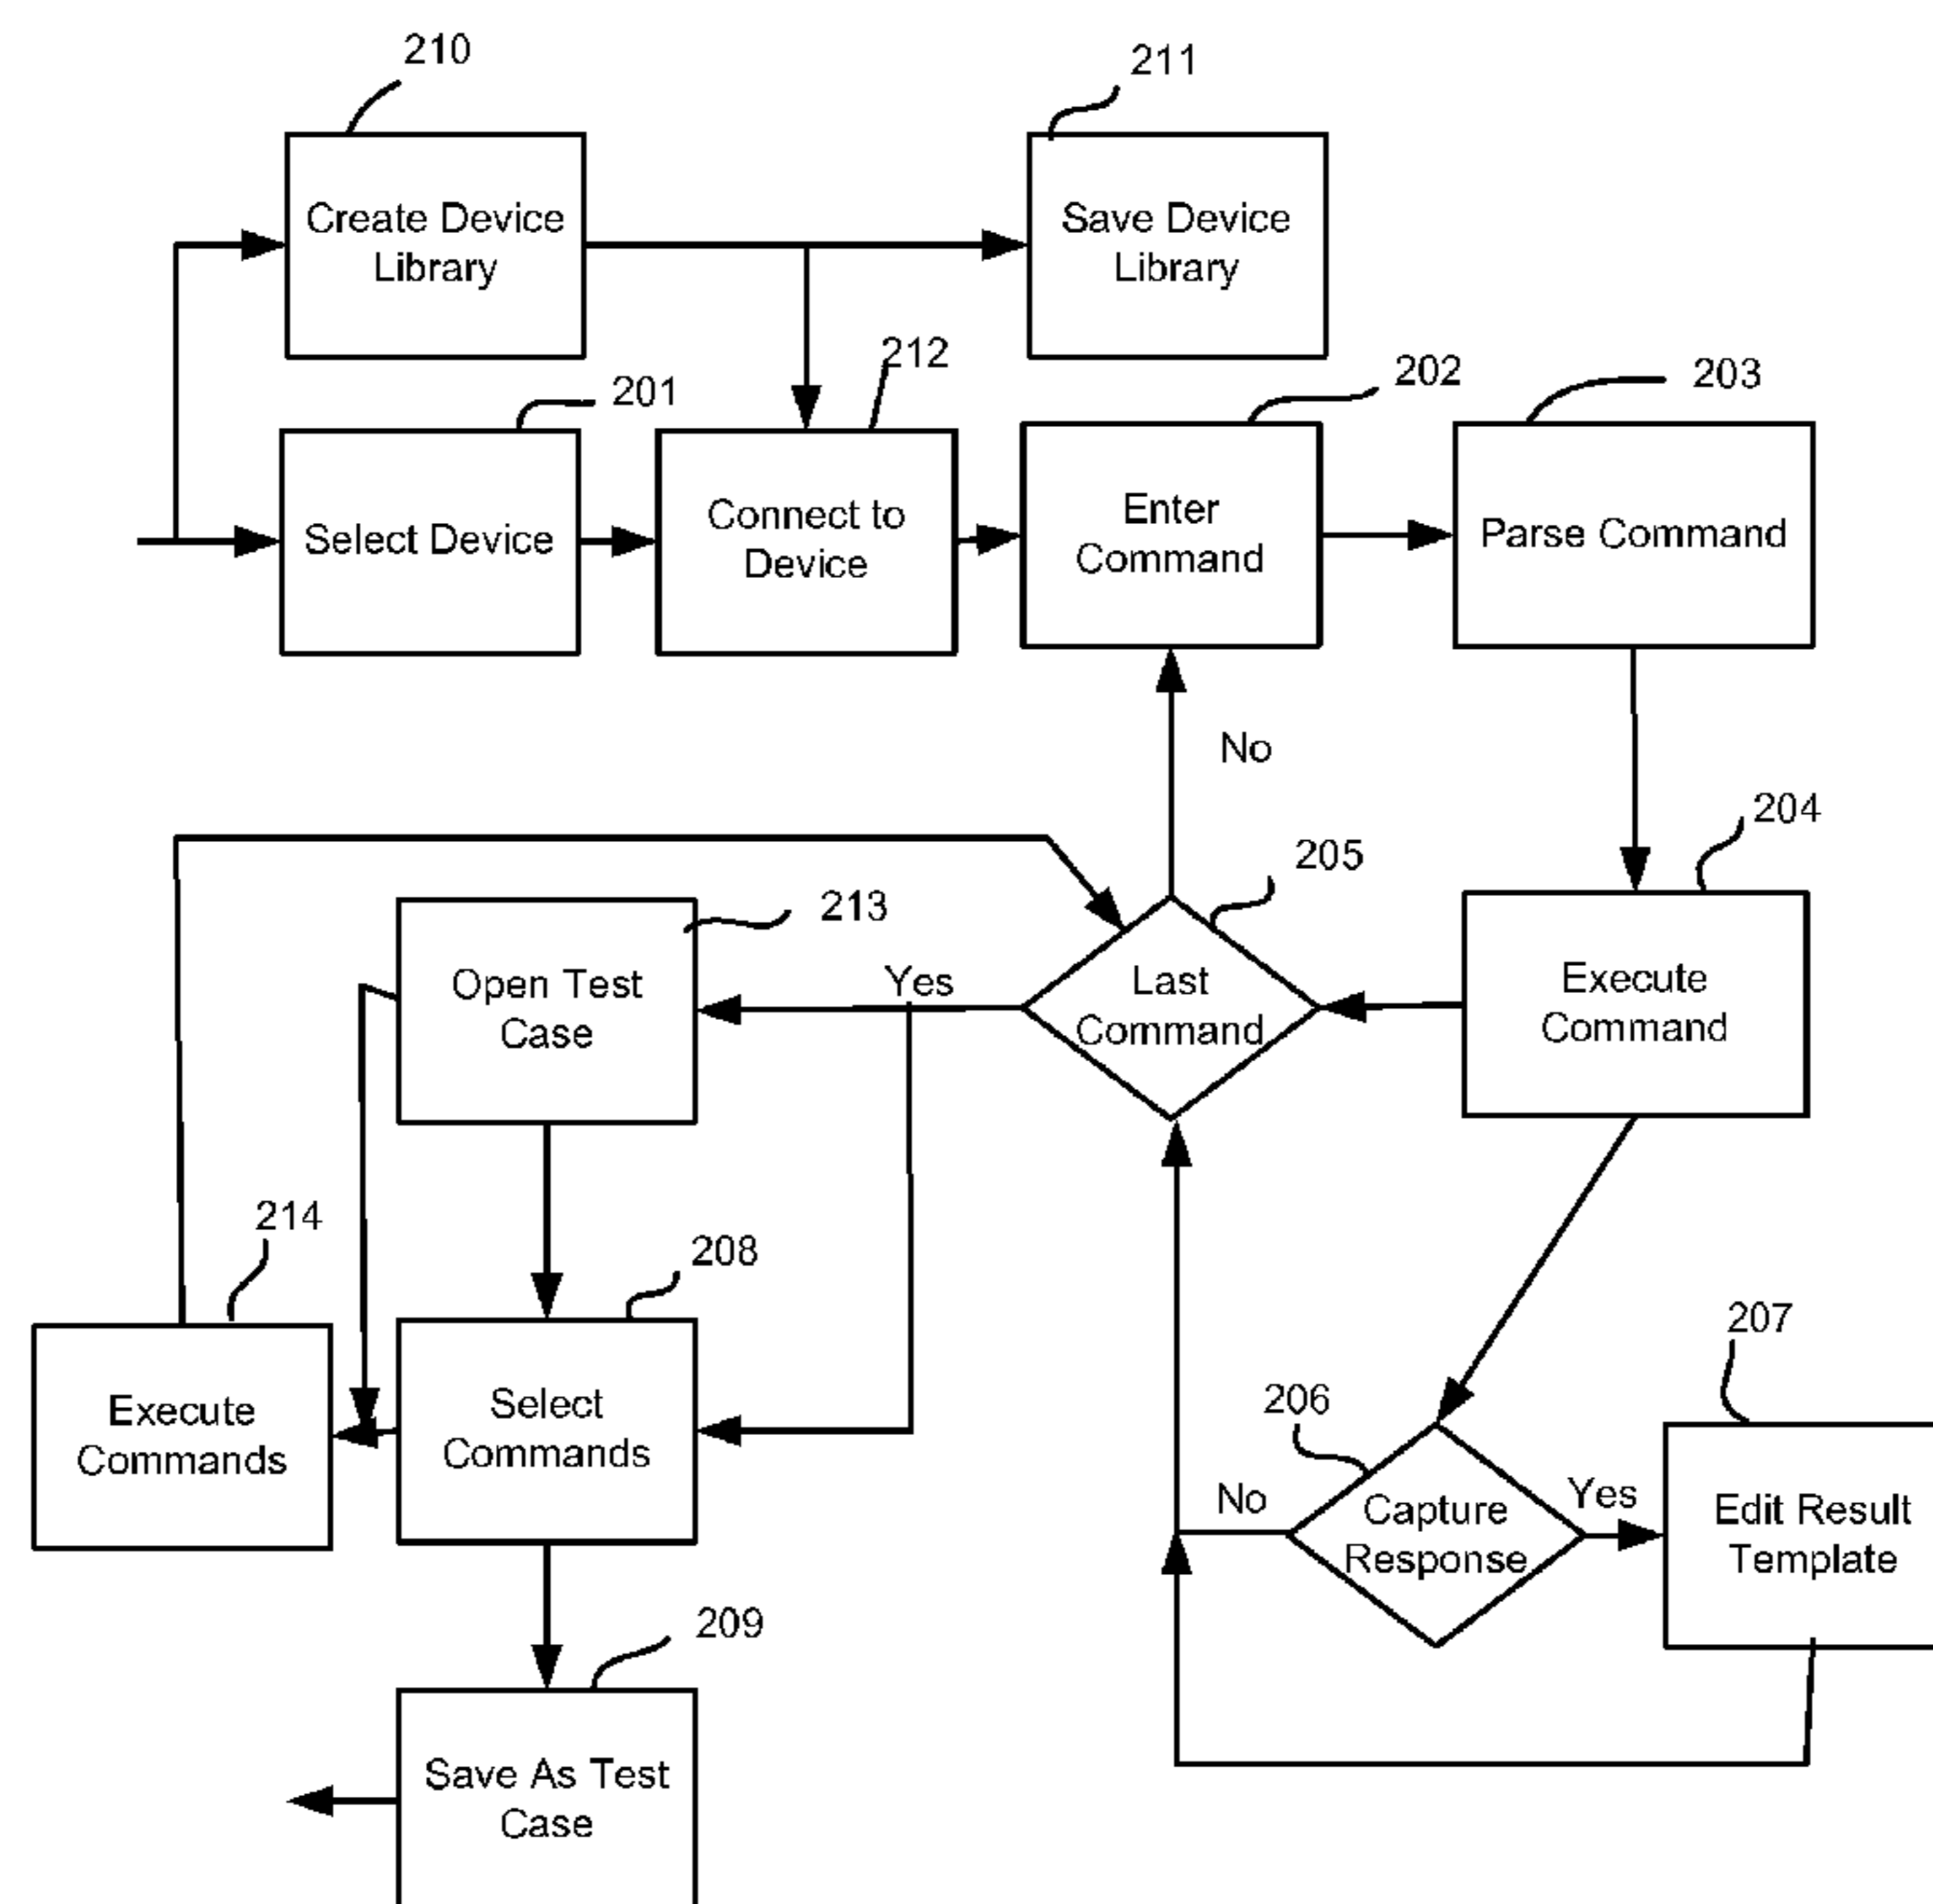 210
211
Create Device
Library
Save Device
Library
201
212
202
203
Select Device
Connect to
Device
Enter
Command
Parse Command
No
204
205
213
Open Test
Case
Yes
Last
Command
Execute
Command
214
208
Execute
Commands
Select
Commands
207
206
No
Capture
Response
Yes
Edit Result
Template
209
Save As Test
Case